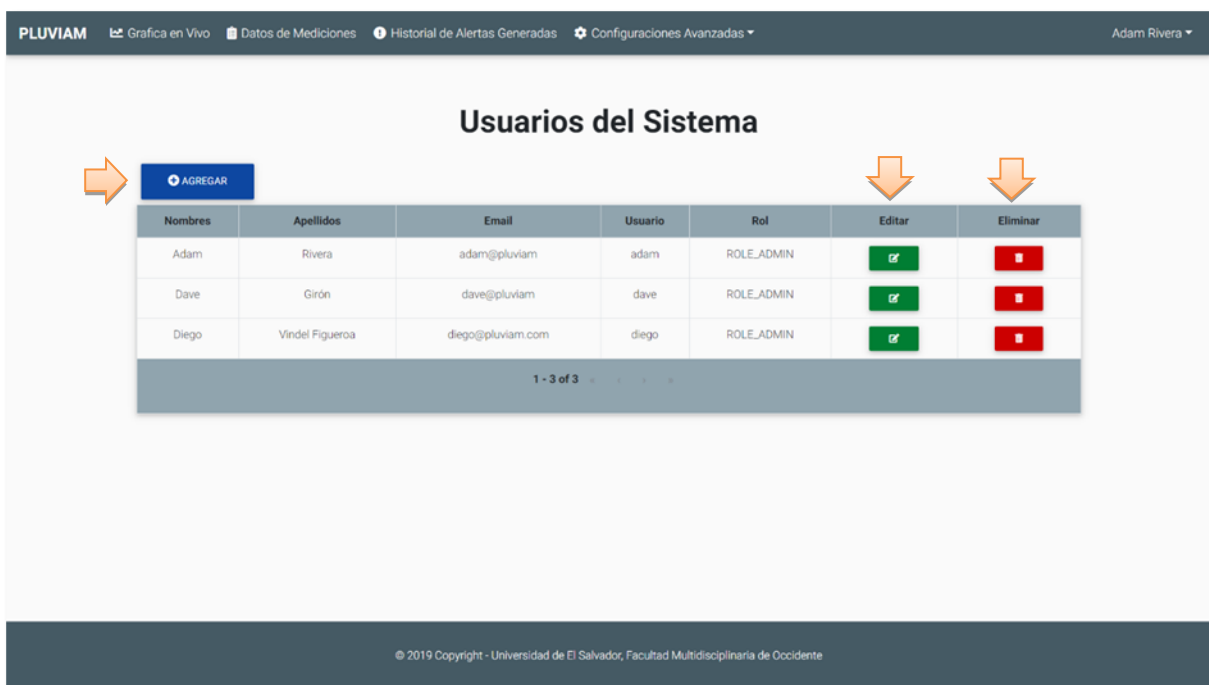 PLUVIAM Grafica en Vivo Datos de Mediciones Historial de Alertas Generadas Configuraciones Avanzadas Adam Rivera
Usuarios del Sistema
AGREGAR
Nombres Apellidos Email Usuario Rol Editar Eliminar
Adam Rivera adam@pluviam adam ROLE_ADMIN
Dave Girón dave@pluviam dave ROLE_ADMIN
Diego Vindel Figueroa diego@pluviam.com diego ROLE_ADMIN
1 - 3 of 3 « ‹ › »
© 2019 Copyright - Universidad de El Salvador, Facultad Multidisciplinaria de Occidente